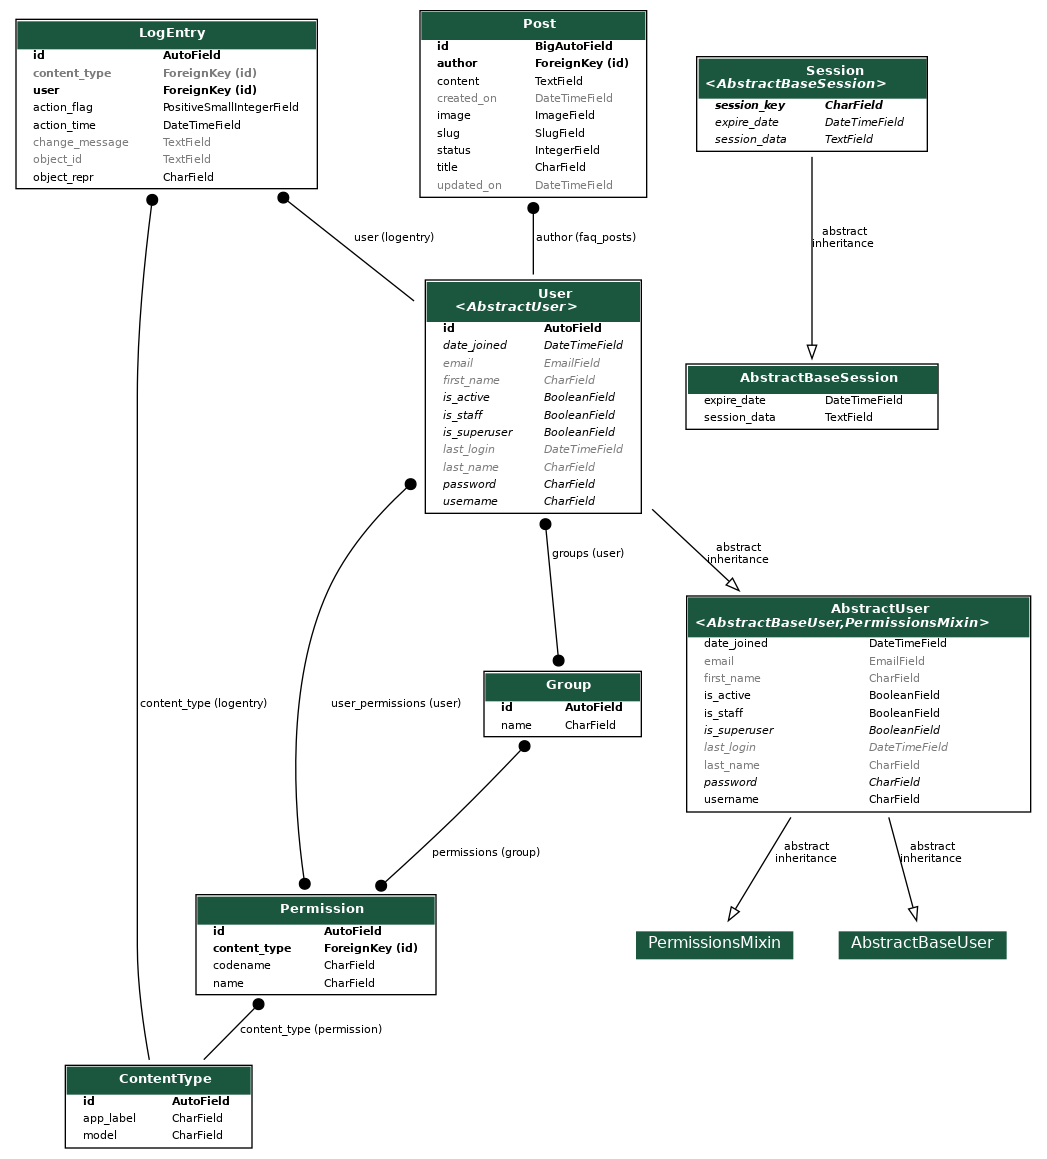 LogEntry
id AutoField
content_type ForeignKey (id)
user ForeignKey (id)
action_flag PositiveSmallIntegerField
action_time DateTimeField
change_message TextField
object_id TextField
object_repr CharField
Post
id BigAutoField
author ForeignKey (id)
content TextField
created_on DateTimeField
image ImageField
slug SlugField
status IntegerField
title CharField
updated_on DateTimeField
Session
<AbstractBaseSession>
session_key CharField
expire_date DateTimeField
session_data TextField
user (logentry)
author (faq_posts)
abstract
inheritance
User
<AbstractUser>
id AutoField
date_joined DateTimeField
email EmailField
first_name CharField
is_active BooleanField
is_staff BooleanField
is_superuser BooleanField
last_login DateTimeField
last_name CharField
password CharField
username CharField
AbstractBaseSession
expire_date DateTimeField
session_data TextField
groups (user)
abstract
inheritance
AbstractUser
<AbstractBaseUser,PermissionsMixin>
date_joined DateTimeField
email EmailField
first_name CharField
is_active BooleanField
is_staff BooleanField
is_superuser BooleanField
last_login DateTimeField
last_name CharField
password CharField
username CharField
Group
id AutoField
name CharField
content_type (logentry)
user_permissions (user)
permissions (group)
abstract
inheritance
abstract
inheritance
Permission
id AutoField
content_type ForeignKey (id)
codename CharField
name CharField
PermissionsMixin
AbstractBaseUser
content_type (permission)
ContentType
id AutoField
app_label CharField
model CharField